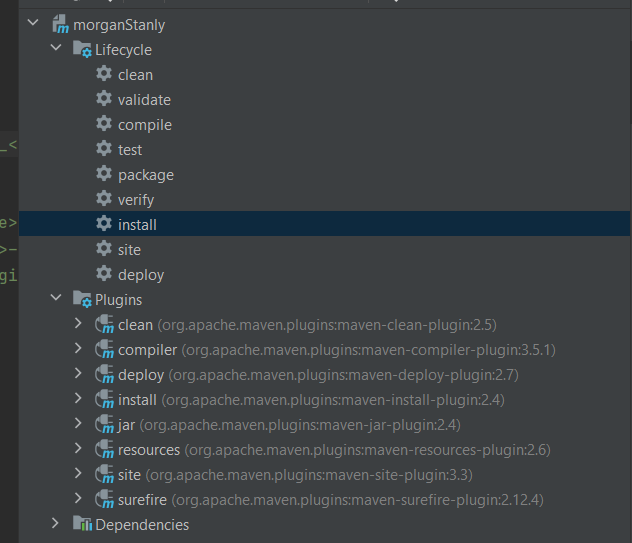 morganStanly
Lifecycle
clean
validate
compile
_<
test
package
verify
e>
install
>-
site
gi
deploy
Plugins
clean (org.apache.maven.plugins:maven-clean-plugin:2.5)
compiler (org.apache.maven.plugins:maven-compiler-plugin:3.5.1)
deploy (org.apache.maven.plugins:maven-deploy-plugin:2.7)
install (org.apache.maven.plugins:maven-install-plugin:2.4)
jar (org.apache.maven.plugins:maven-jar-plugin:2.4)
resources (org.apache.maven.plugins:maven-resources-plugin:2.6)
site (org.apache.maven.plugins:maven-site-plugin:3.3)
surefire (org.apache.maven.plugins:maven-surefire-plugin:2.12.4)
Dependencies